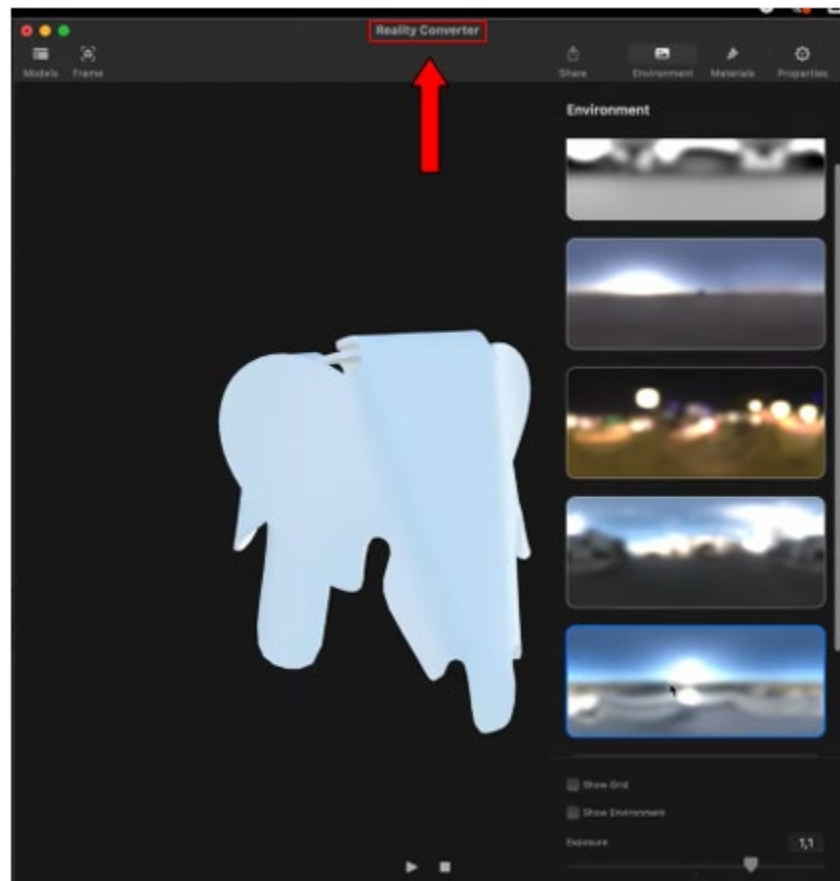 Reality Converter
Models Frame Share Environment Materials Properties
Environment
Show Grid
Show Environment
Exposure 1,1